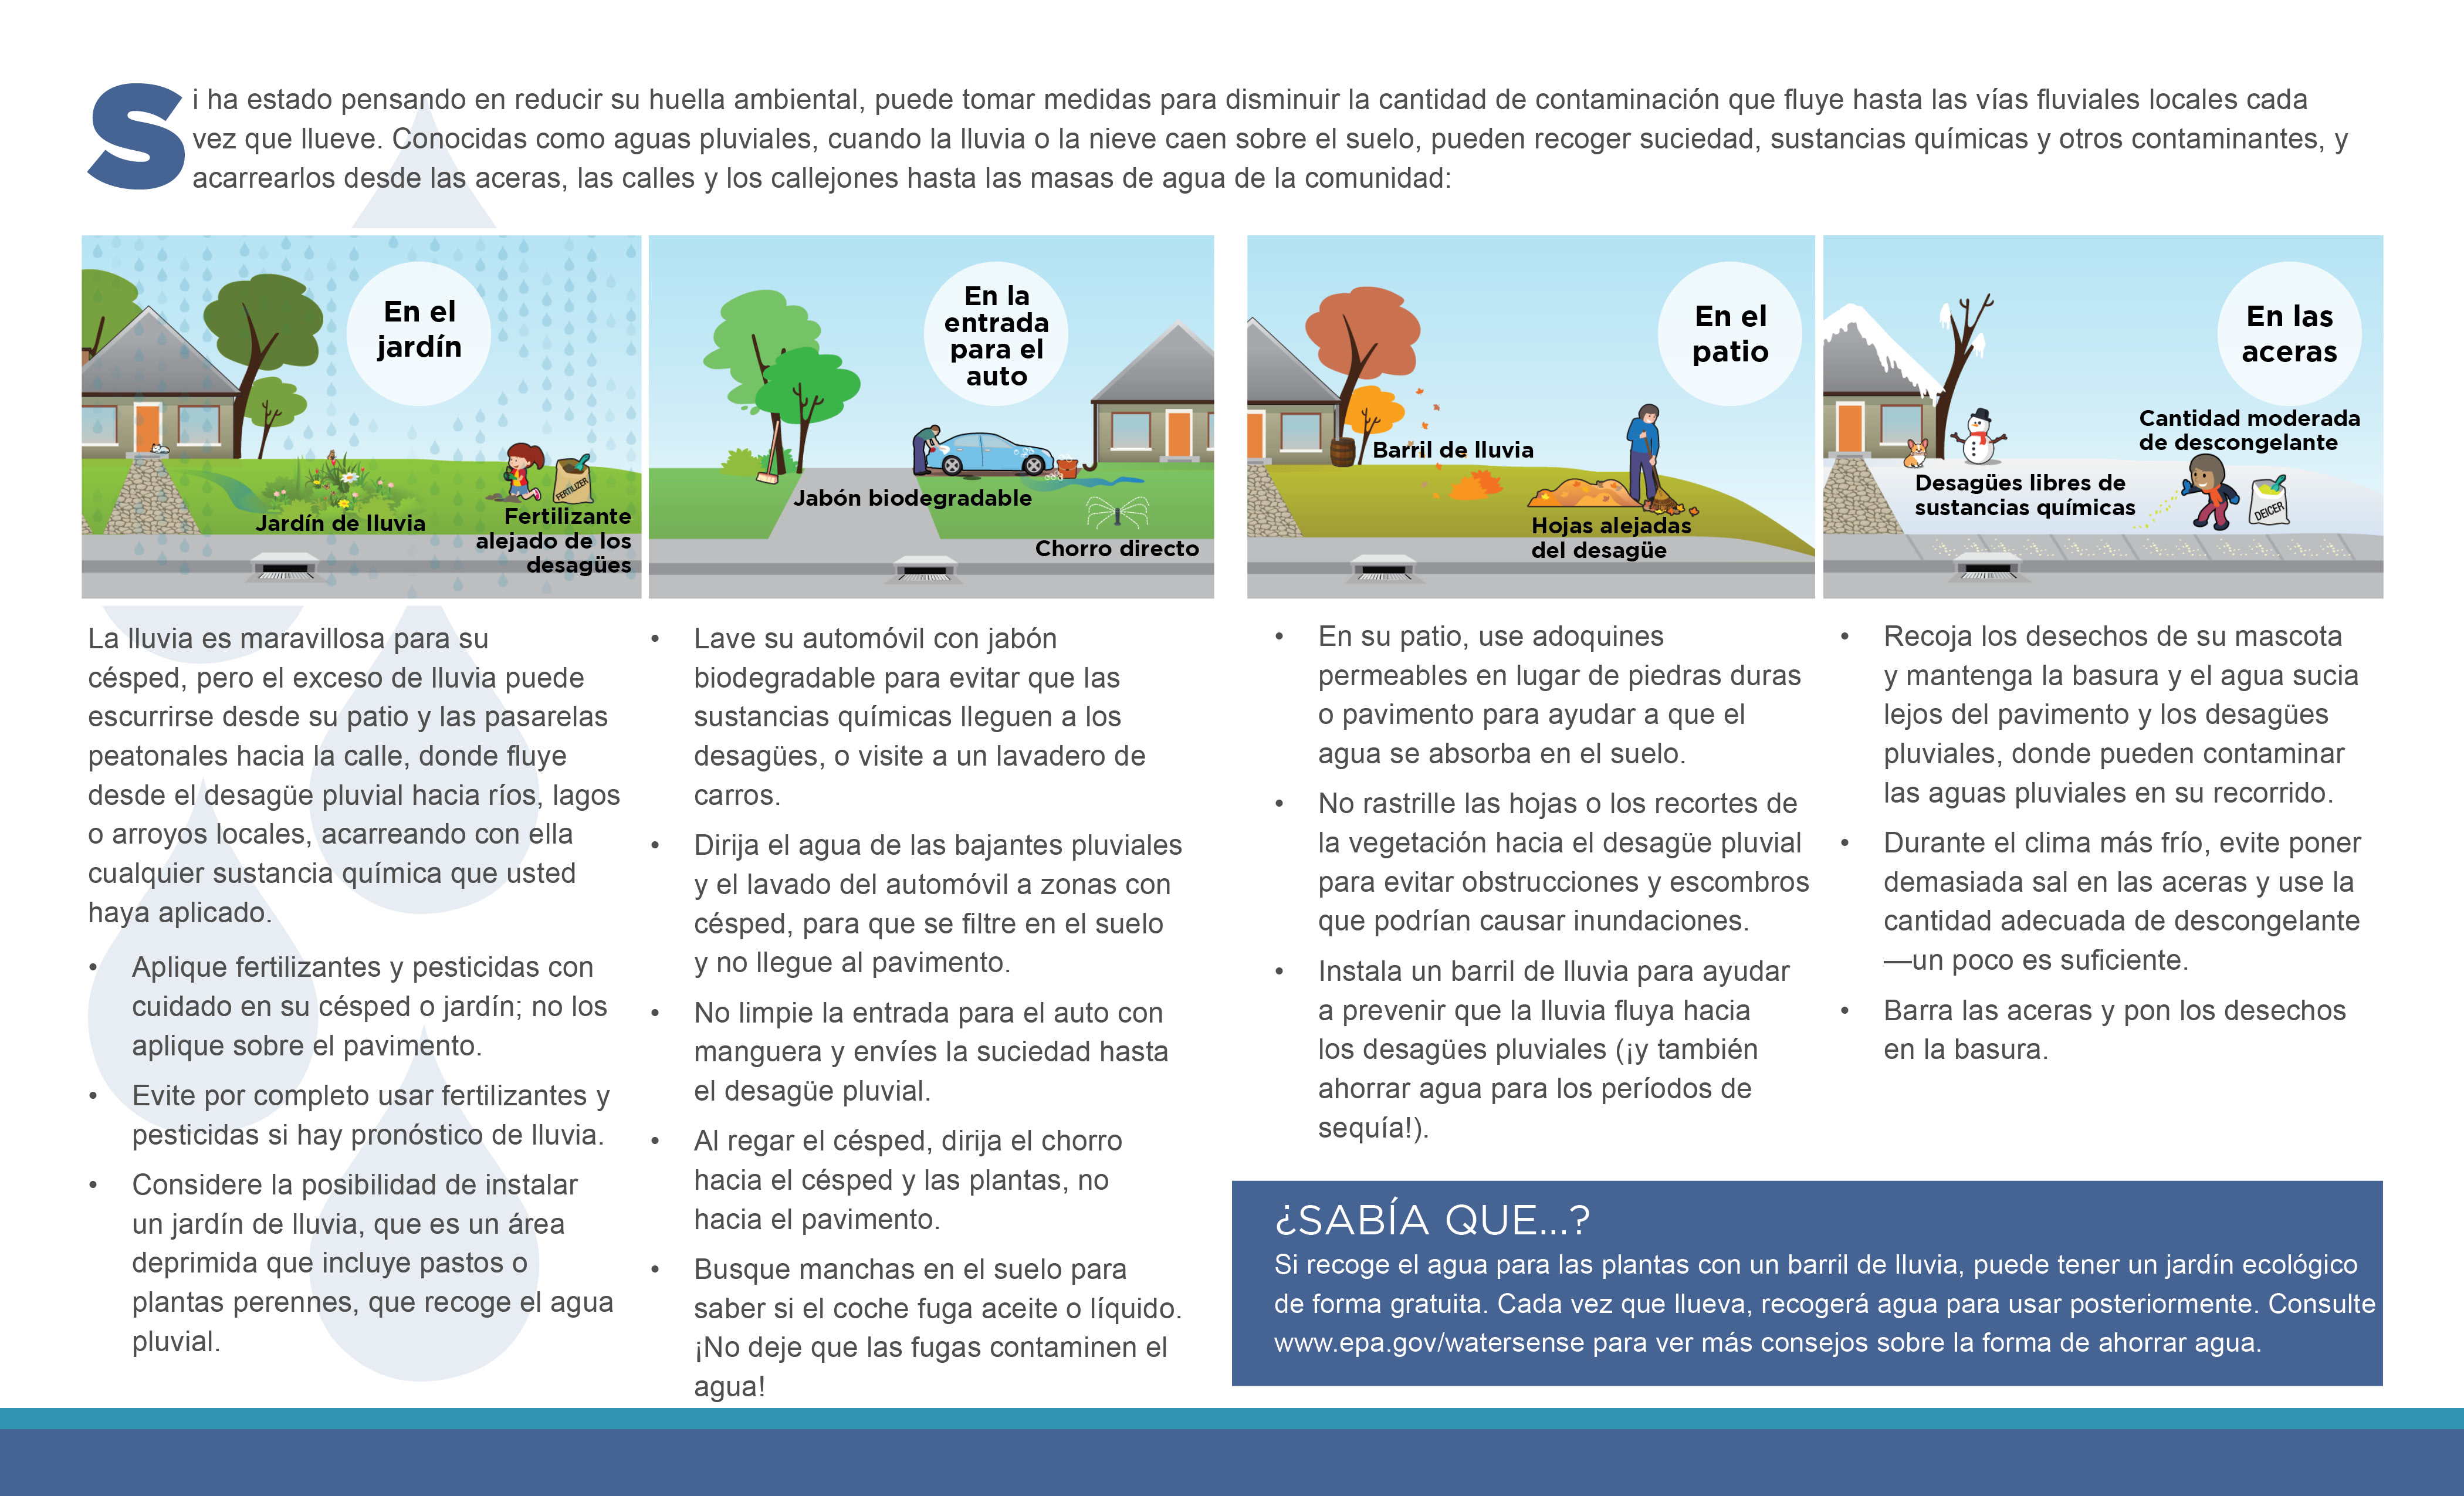 Si ha estado pensando en reducir su huella ambiental, puede tomar medidas para disminuir la cantidad de contaminación que fluye hasta las vías fluviales locales cada
vez que llueve. Conocidas como aguas pluviales, cuando la lluvia o la nieve caen sobre el suelo, pueden recoger suciedad, sustancias químicas y otros contaminantes, y
acarrearlos desde las aceras, las calles y los callejones hasta las masas de agua de la comunidad:
En el
jardín
Jardín de lluvia
FERTILIZER
Fertilizante
alejado de los
desagües
La lluvia es maravillosa para su
césped, pero el exceso de lluvia puede
escurrirse desde su patio y las pasarelas
peatonales hacia la calle, donde fluye
desde el desagüe pluvial hacia ríos, lagos
o arroyos locales, acarreando con ella
cualquier sustancia química que usted
haya aplicado.
• Aplique fertilizantes y pesticidas con
cuidado en su césped o jardín; no los
aplique sobre el pavimento.
• Evite por completo usar fertilizantes y
pesticidas si hay pronóstico de lluvia.
• Considere la posibilidad de instalar
un jardín de lluvia, que es un área
deprimida que incluye pastos o
plantas perennes, que recoge el agua
pluvial.
En la
entrada
para el
auto
Jabón biodegradable
Chorro directo
• Lave su automóvil con jabón
biodegradable para evitar que las
sustancias químicas lleguen a los
desagües, o visite a un lavadero de
carros.
• Dirija el agua de las bajantes pluviales
y el lavado del automóvil a zonas con
césped, para que se filtre en el suelo
y no llegue al pavimento.
• No limpie la entrada para el auto con
manguera y envíes la suciedad hasta
el desagüe pluvial.
• Al regar el césped, dirija el chorro
hacia el césped y las plantas, no
hacia el pavimento.
• Busque manchas en el suelo para
saber si el coche fuga aceite o líquido.
¡No deje que las fugas contaminen el
agua!
En el
patio
Barril de lluvia
Hojas alejadas
del desagüe
• En su patio, use adoquines
permeables en lugar de piedras duras
o pavimento para ayudar a que el
agua se absorba en el suelo.
• No rastrille las hojas o los recortes de
la vegetación hacia el desagüe pluvial
para evitar obstrucciones y escombros
que podrían causar inundaciones.
• Instala un barril de lluvia para ayudar
a prevenir que la lluvia fluya hacia
los desagües pluviales (¡y también
ahorrar agua para los períodos de
sequía!).
En las
aceras
Cantidad moderada
de descongelante
Desagües libres de
sustancias químicas
DEICER
• Recoja los desechos de su mascota
y mantenga la basura y el agua sucia
lejos del pavimento y los desagües
pluviales, donde pueden contaminar
las aguas pluviales en su recorrido.
• Durante el clima más frío, evite poner
demasiada sal en las aceras y use la
cantidad adecuada de descongelante
—un poco es suficiente.
• Barra las aceras y pon los desechos
en la basura.
¿SABÍA QUE...?
Si recoge el agua para las plantas con un barril de lluvia, puede tener un jardín ecológico
de forma gratuita. Cada vez que llueva, recogerá agua para usar posteriormente. Consulte
www.epa.gov/watersense para ver más consejos sobre la forma de ahorrar agua.